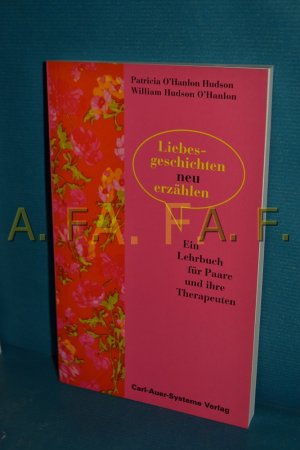 Patricia O'Hanlon Hudson
William Hudson O'Hanlon
Liebes-
geschichten
neu
erzählen
A. F. A. F. A. F.
Ein
Lehrbuch
für Paare
und ihre
Therapeuten
Carl-Auer-Systeme Verlag